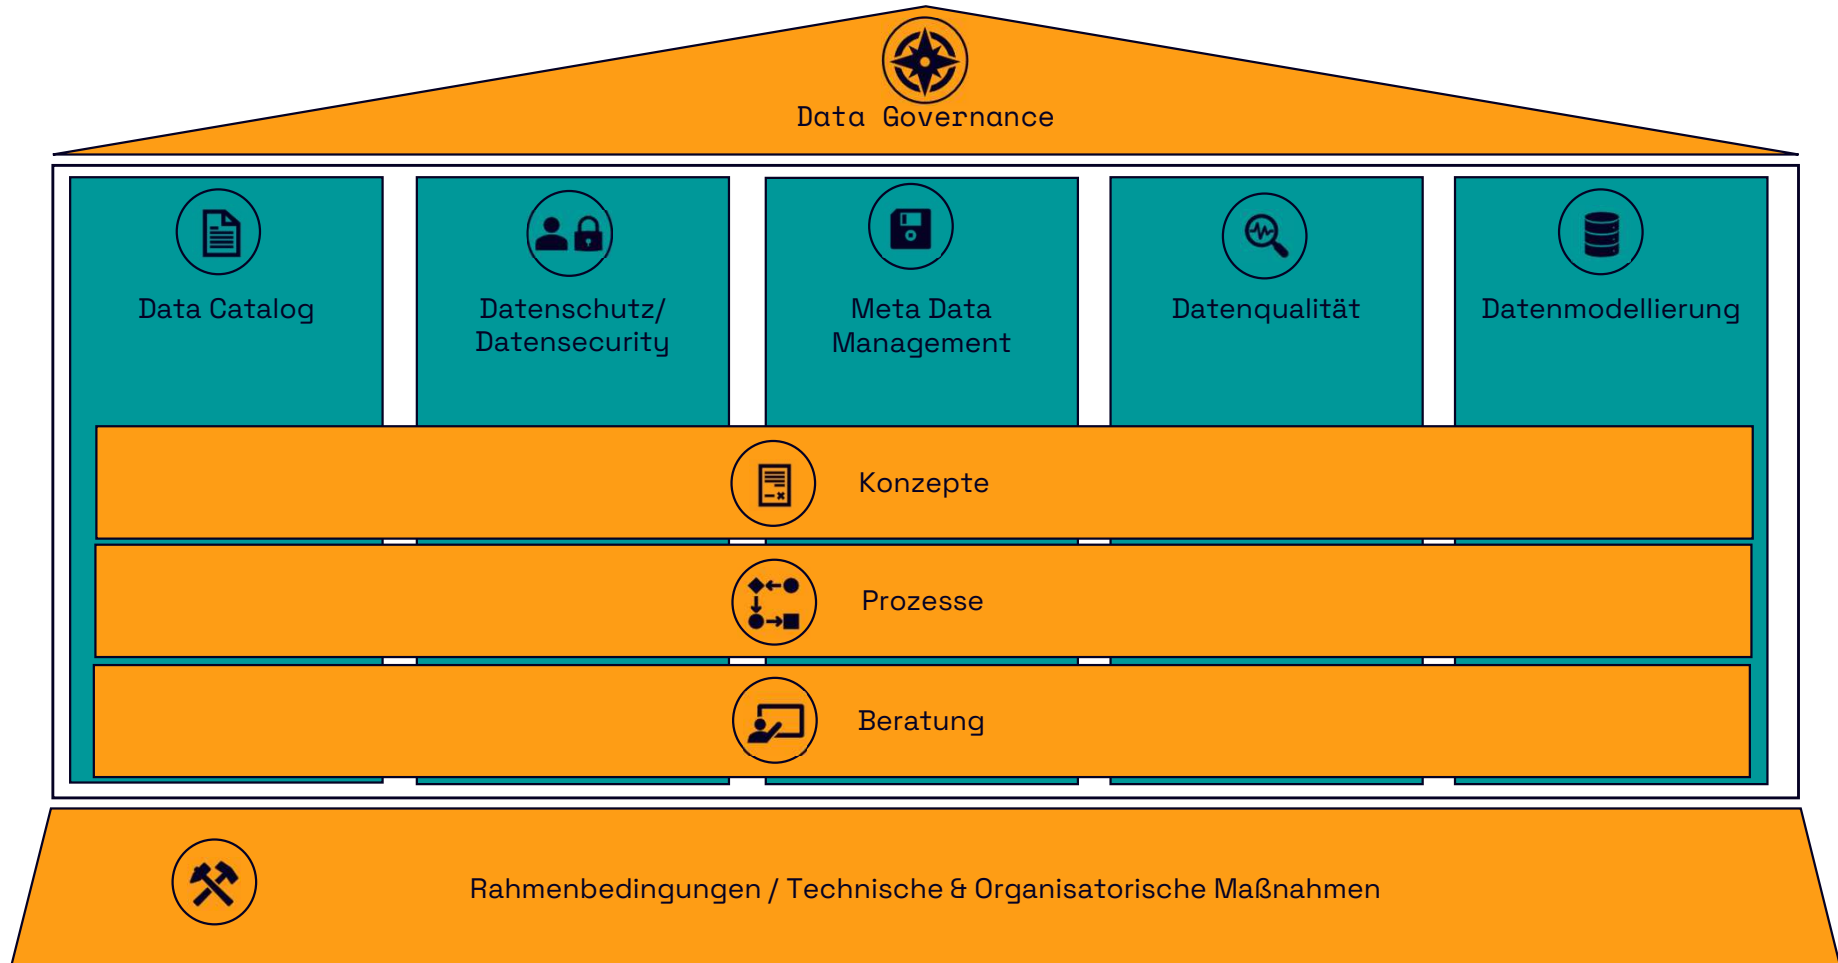 Data Governance
Data Catalog
Datenschutz/
Datensecurity
Meta Data
Management
Datenqualität
Datenmodellierung
Konzepte
Prozesse
Beratung
Rahmenbedingungen / Technische & Organisatorische Maßnahmen